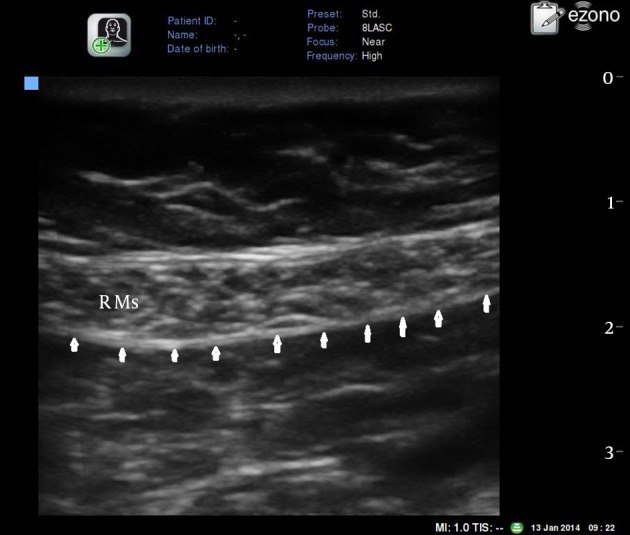 Patient ID: -
Name: -, -
Date of birth: -
Preset: Std.
Probe: 8LASC
Focus: Near
Frequency: High
ezono
0
1
RMs
2
3
MI: 1.0 TIS: -- 13 Jan 2014 09 : 22